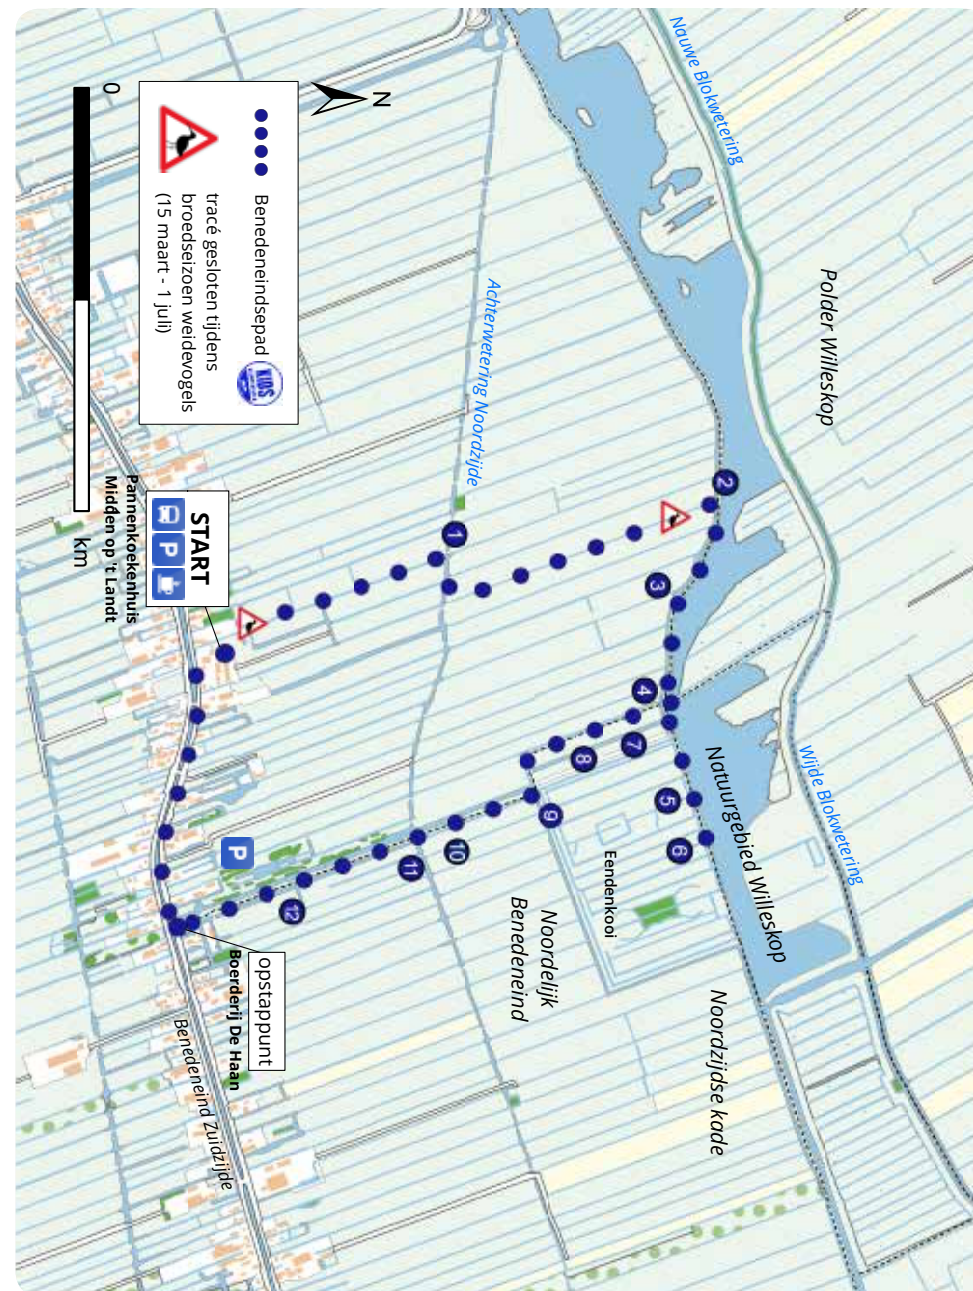 Nauwe Blokwetering
Polder Willeskop
N
0
km
Benedeneindsepad
KIDS
tracé gesloten tijdens
broedseizoen weidevogels
(15 maart - 1 juli)
Achterwetering Noordzijde
Pannenkoekenhuis
Midden op 't Landt
START
P
1
2
3
4
5
6
7
8
9
10
11
12
Wijde Blokwetering
Natuurgebied Willeskop
Eendenkooi
Noordelijk
Benedeneind
Noordzijdse kade
P
opstappunt
Boerderij De Haan
Benedeneind Zuidzijde